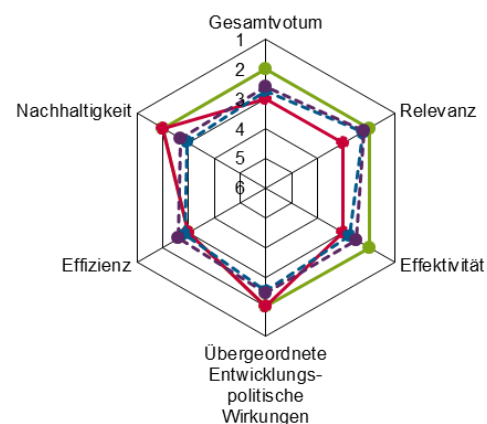 Gesamtvotum
1
2
3
4
5
6
Nachhaltigkeit
Relevanz
Effizienz
Effektivität
Übergeordnete
Entwicklungs-
politische
Wirkungen